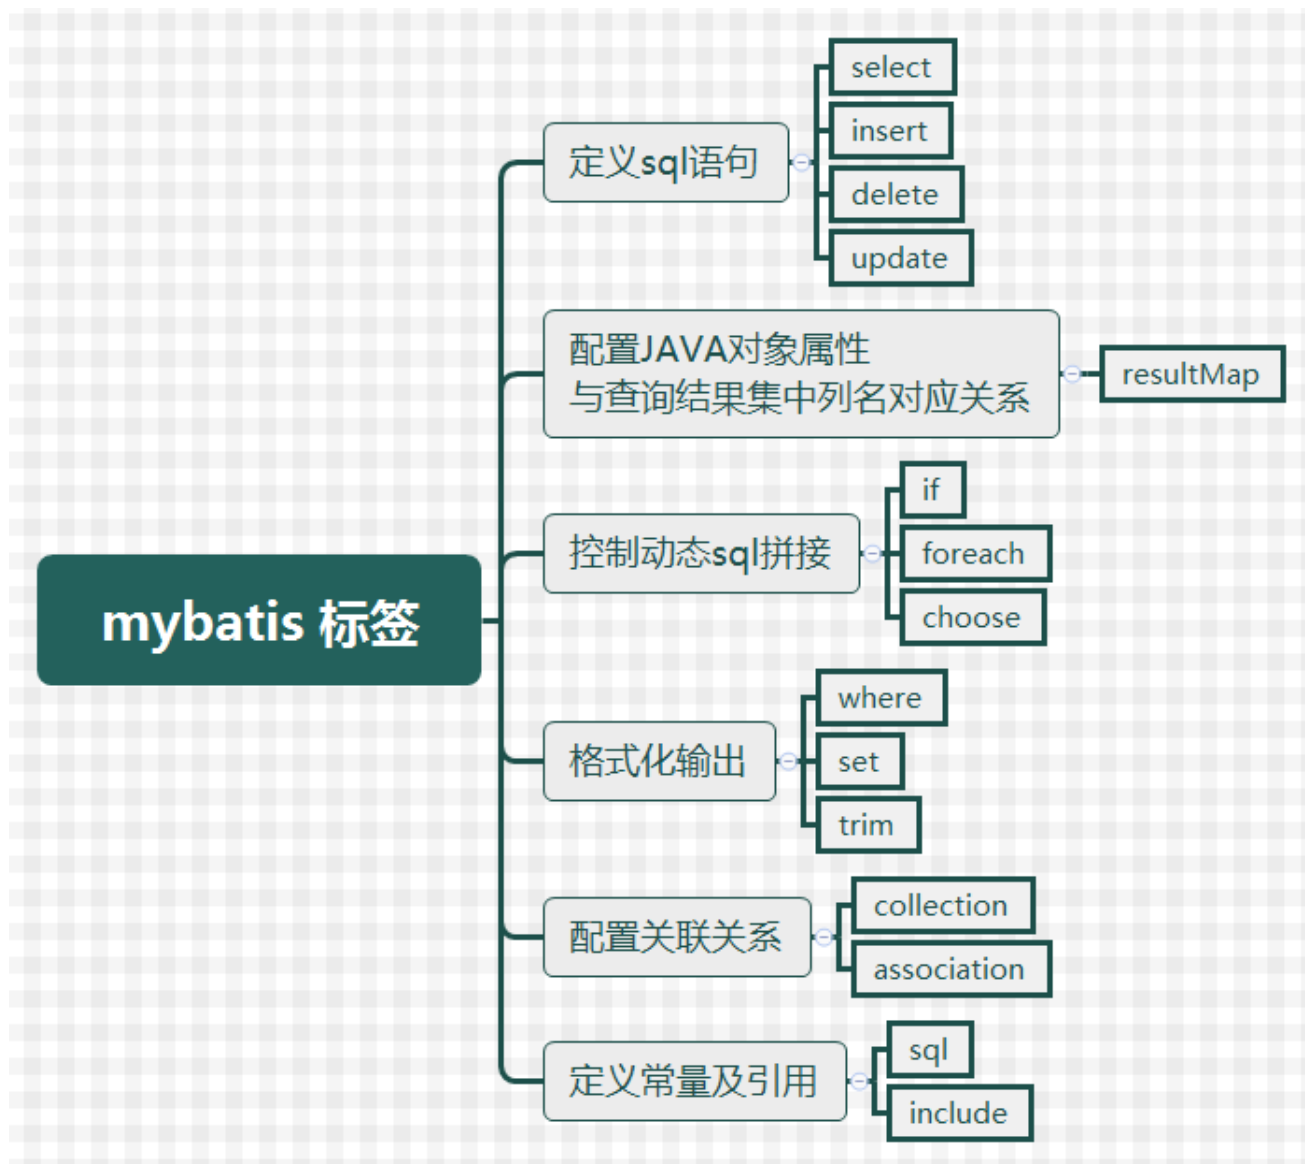 mybatis 标签
定义sql语句
select
insert
delete
update
配置JAVA对象属性
与查询结果集中列名对应关系
resultMap
控制动态sql拼接
if
foreach
choose
格式化输出
where
set
trim
配置关联关系
collection
association
定义常量及引用
sql
include